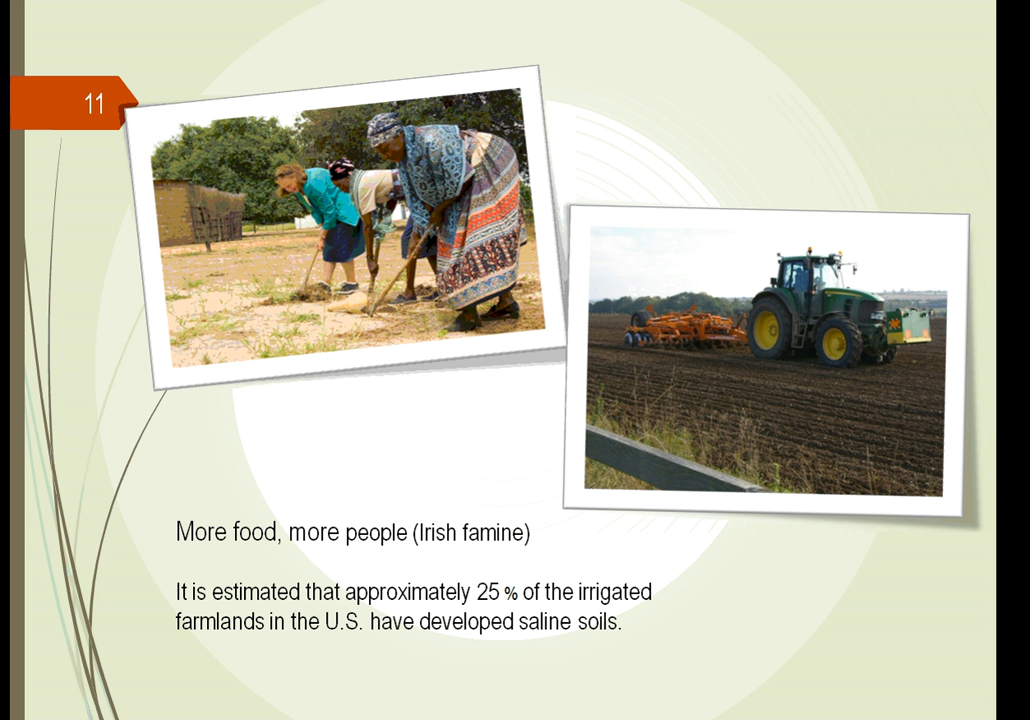 11
More food, more people (Irish famine)
It is estimated that approximately 25 % of the irrigated
farmlands in the U.S. have developed saline soils.